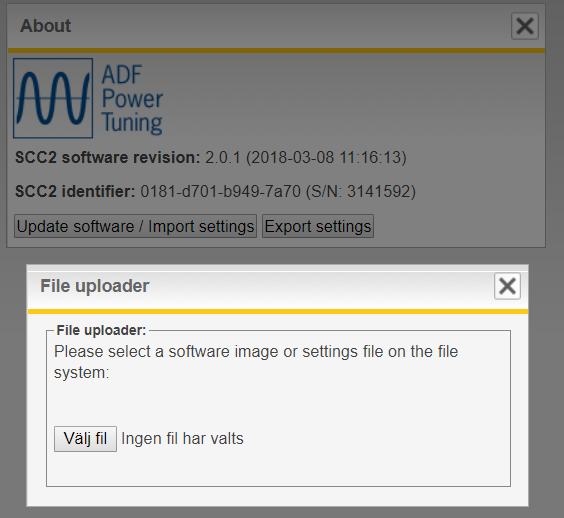 About
ADF
Power
Tuning
SCC2 software revision: 2.0.1 (2018-03-08 11:16:13)
SCC2 identifier: 0181-d701-b949-7a70 (S/N: 3141592)
Update software / Import settings Export settings
File uploader
File uploader:
Please select a software image or settings file on the file
system:
Välj fil Ingen fil har valts